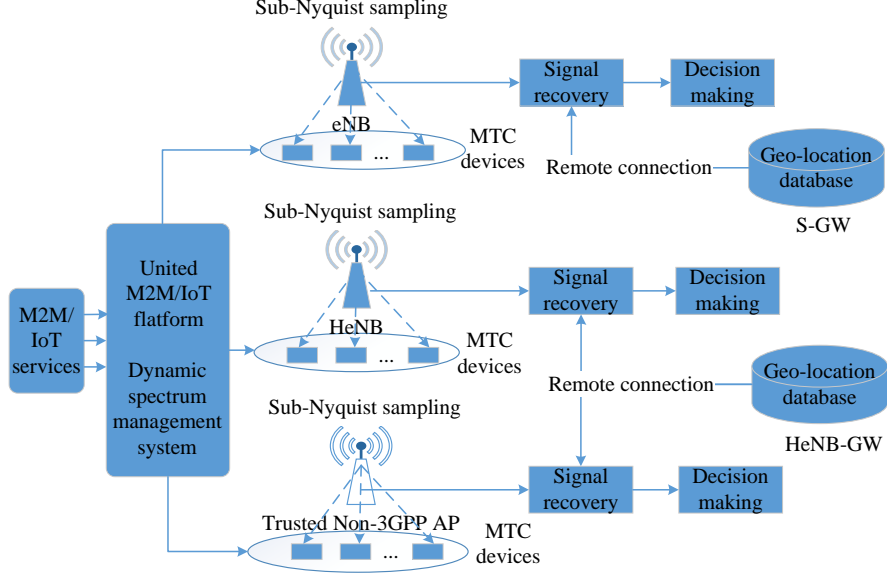 Sub-Nyquist sampling
Signal
recovery
Decision
making
eNB
MTC
devices
...
Remote connection
Geo-location
database
S-GW
Sub-Nyquist sampling
M2M/
IoT
services
United
M2M/IoT
flatform
Dynamic
spectrum
management
system
Signal
recovery
Decision
making
HeNB
MTC
devices
...
Remote connection
Geo-location
database
HeNB-GW
Sub-Nyquist sampling
Signal
recovery
Decision
making
Trusted Non-3GPP AP
MTC
devices
...